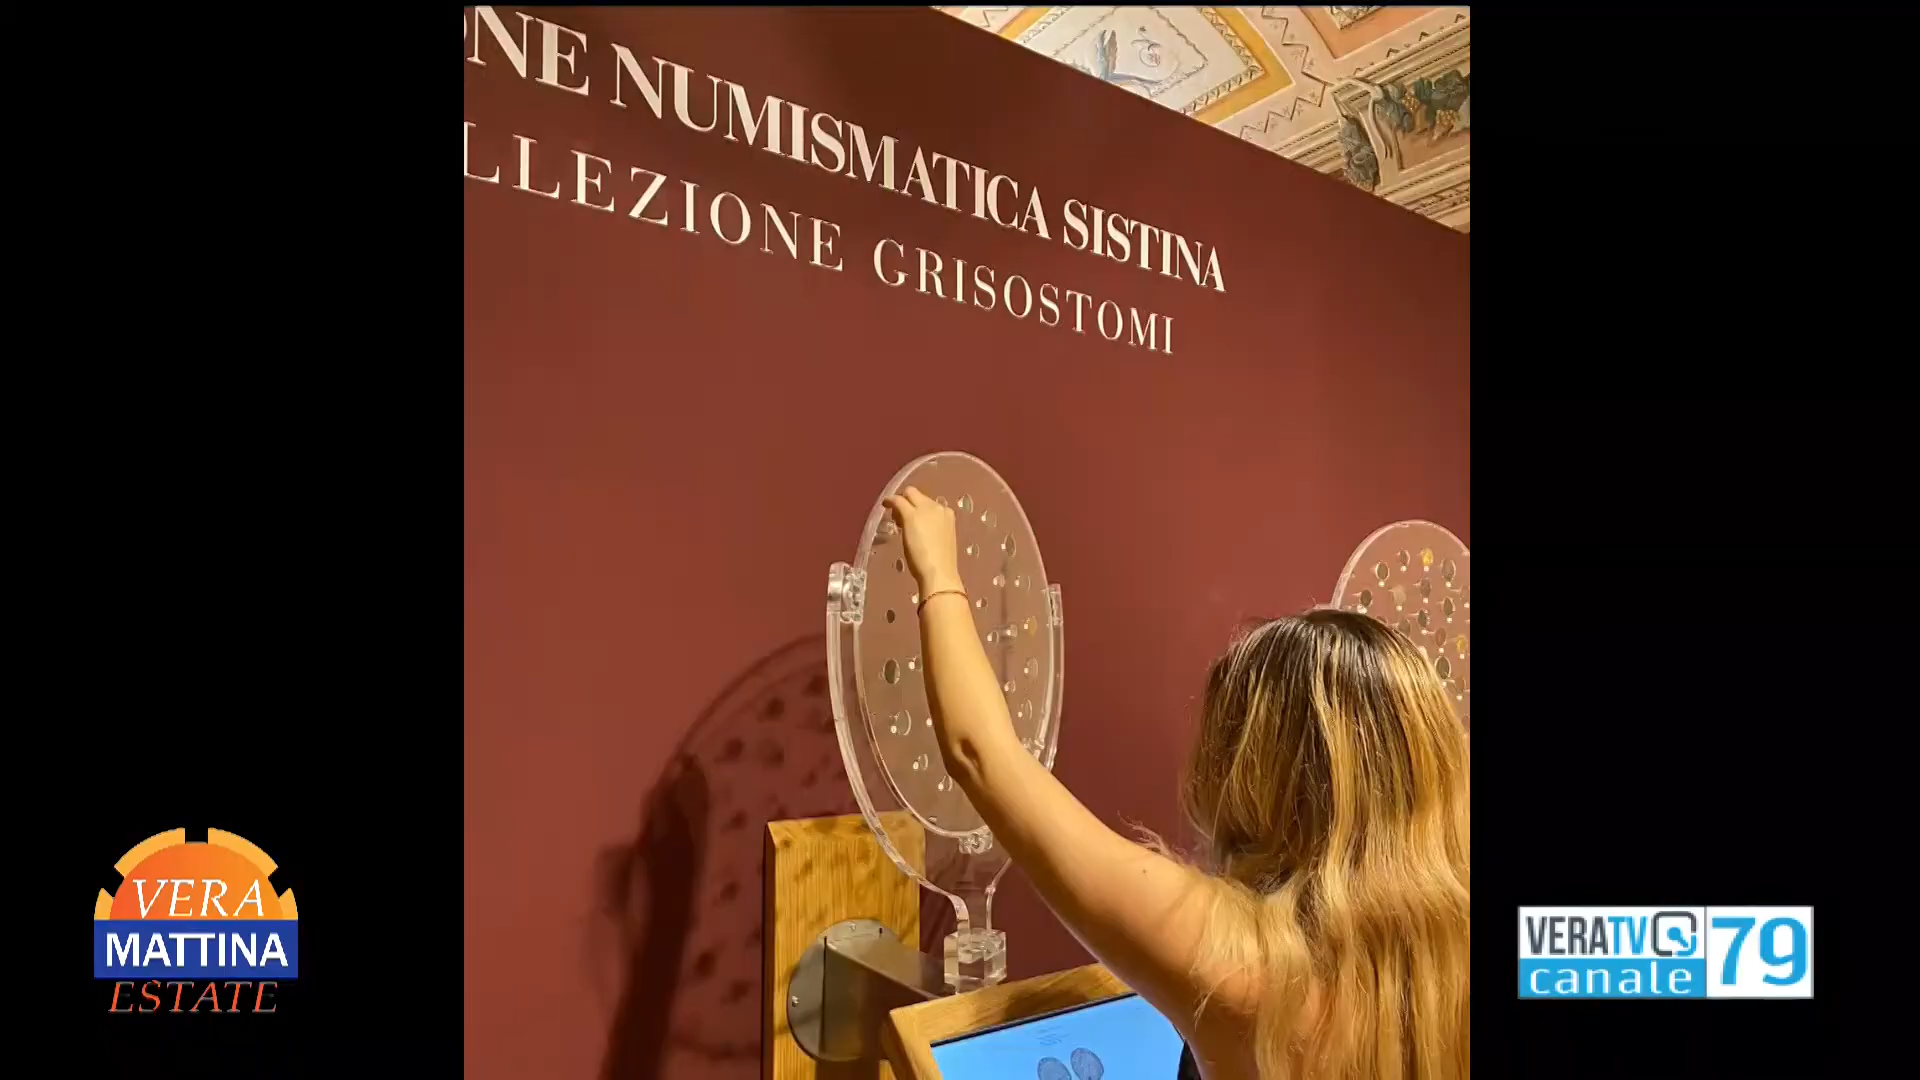 NE NUMISMATICA SISTINA
LLEZIONE GRISOSTOMI
VERA
MATTINA
ESTATE
VERATV
canale
79